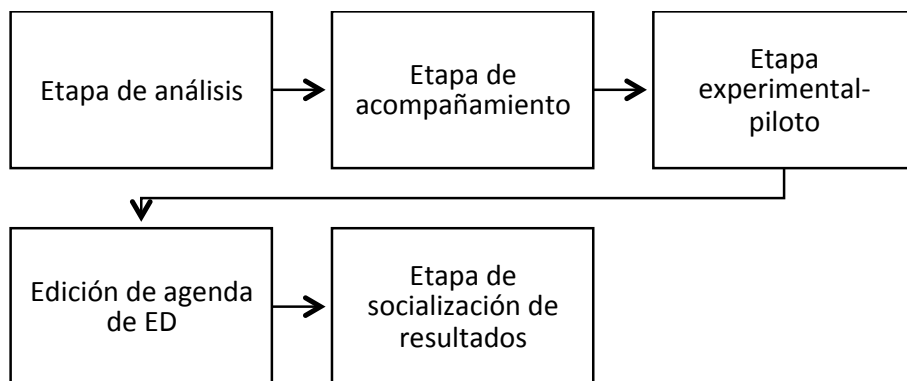 Etapa de análisis
Etapa de
acompañamiento
Etapa
experimental-
piloto
Edición de agenda
de ED
Etapa de
socialización de
resultados